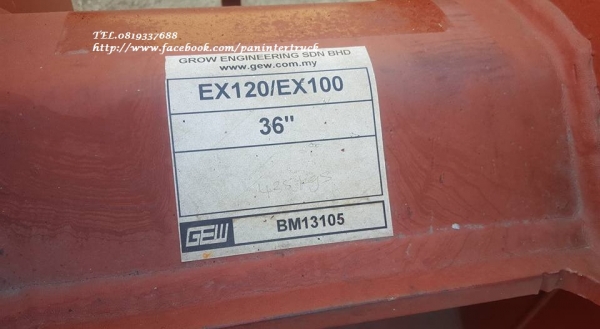 TEL.0819337688
http://www.facebook.com/panintertruck
GROW ENGINEERING SDN BHD
www.gew.com.my
EX120/EX100
36"
GEW BM13105